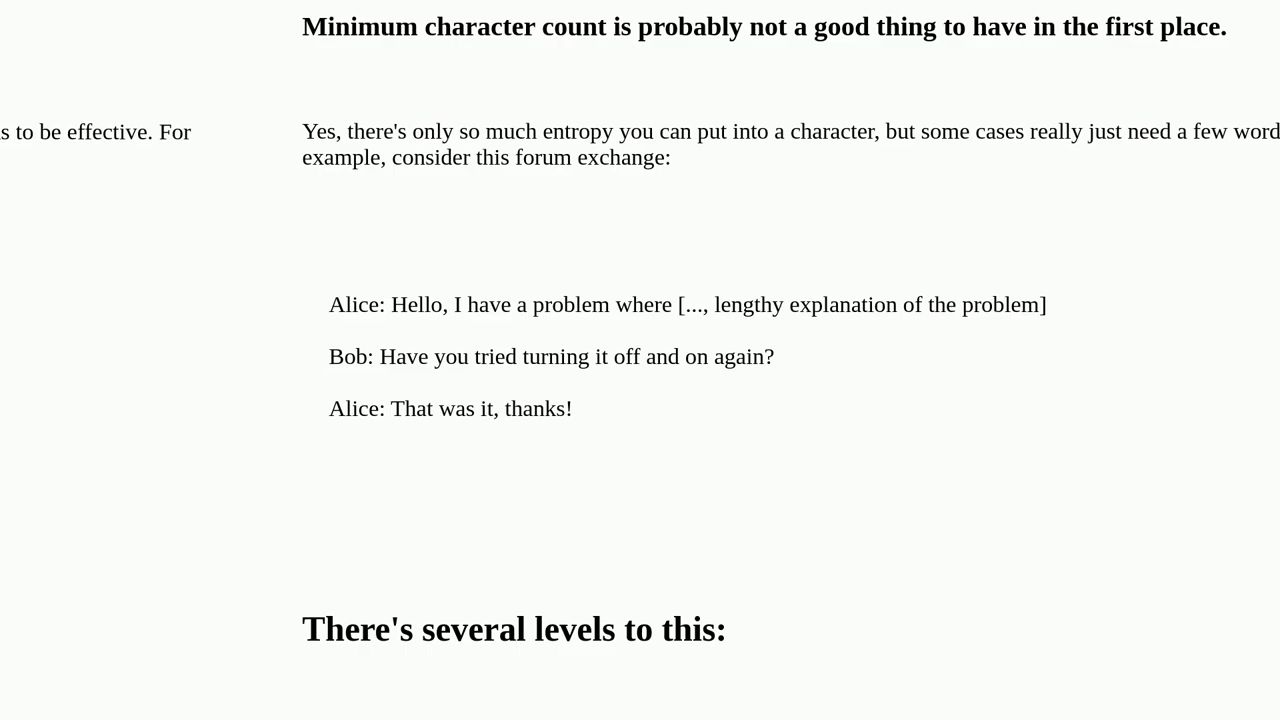 Minimum character count is probably not a good thing to have in the first place.
s to be effective. For
Yes, there's only so much entropy you can put into a character, but some cases really just need a few word
example, consider this forum exchange:
Alice: Hello, I have a problem where [..., lengthy explanation of the problem]
Bob: Have you tried turning it off and on again?
Alice: That was it, thanks!
There's several levels to this: